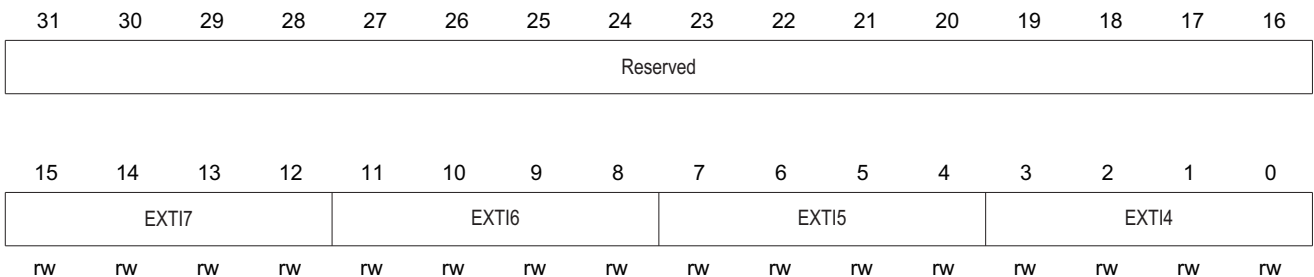 31 30 29 28 27 26 25 24 23 22 21 20 19 18 17 16
Reserved
15 14 13 12 11 10 9 8 7 6 5 4 3 2 1 0
EXTI7 EXTI6 EXTI5 EXTI4
rw rw rw rw rw rw rw rw rw rw rw rw rw rw rw rw